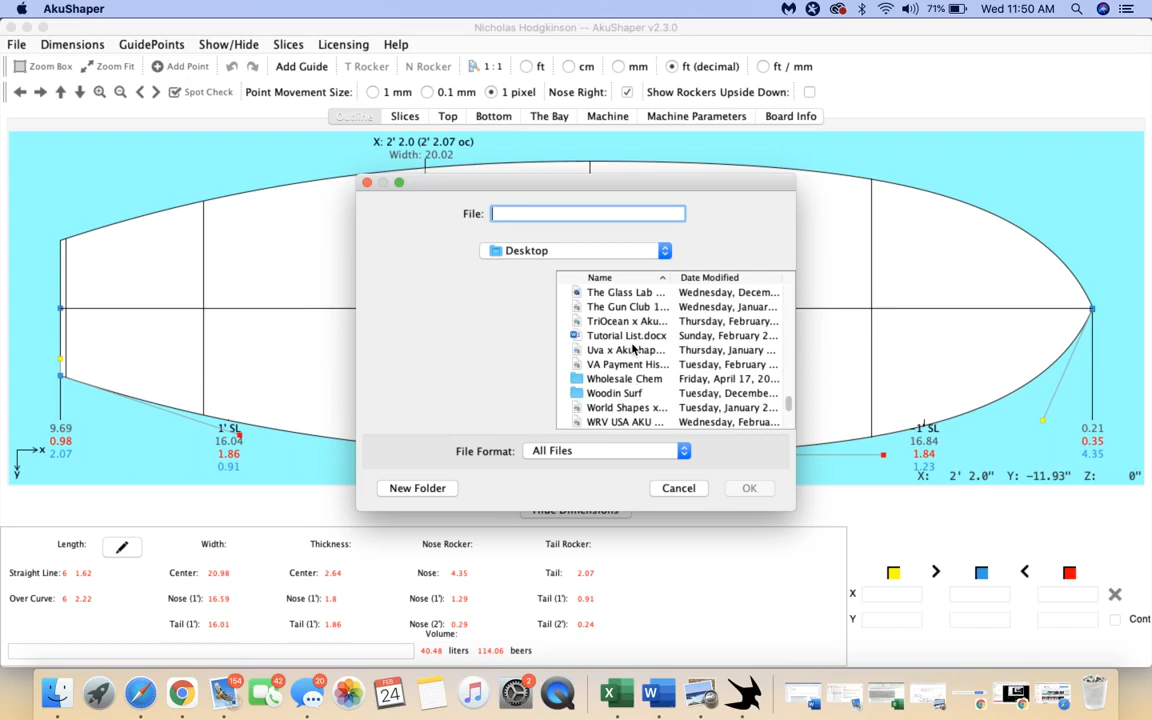 AkuShaper 71% Wed 11:50 AM
Nicholas Hodgkinson -- AkuShaper v2.3.0
File Dimensions GuidePoints Show/Hide Slices Licensing Help
Zoom Box Zoom Fit Add Point Add Guide T Rocker N Rocker 1:1 ft cm mm ft (decimal) ft / mm
Spot Check Point Movement Size: 1 mm 0.1 mm 1 pixel Nose Right: Show Rockers Upside Down:
Outline Slices Top Bottom The Bay Machine Machine Parameters Board Info
X: 2' 2.0 (2' 2.07 oc)
Width: 20.02
File:
Desktop
Name Date Modified
The Glass Lab ... Wednesday, Decem...
The Gun Club 1... Wednesday, Januar...
TriOcean x Aku... Thursday, February...
Tutorial List.docx Sunday, February 2...
Uva x Akushap... Thursday, January ...
VA Payment His... Tuesday, February ...
Wholesale Chem Friday, April 17, 20...
Woodin Surf Tuesday, Decembe...
World Shapes x... Tuesday, January 2...
WRV USA AKU ... Wednesday, Februa...
File Format: All Files
New Folder Cancel OK
9.69
0.98
2.07
1' SL
16.04
1.86
0.91
-1' SL
16.84
1.84
1.23
0.21
0.35
4.35
X: 2' 2.0" Y: -11.93" Z: 0"
Hide Dimensions
Length: Width: Thickness: Nose Rocker: Tail Rocker:
Straight Line: 6 1.62 Center: 20.98 Center: 2.64 Nose: 4.35 Tail: 2.07
Over Curve: 6 2.22 Nose (1'): 16.59 Nose (1'): 1.8 Nose (1'): 1.29 Tail (1'): 0.91
Tail (1'): 16.01 Tail (1'): 1.86 Nose (2'): 0.29 Tail (2'): 0.24
Volume:
40.48 liters 114.06 beers
> <
X
Y Cont
154 42 20 FEB 24 2